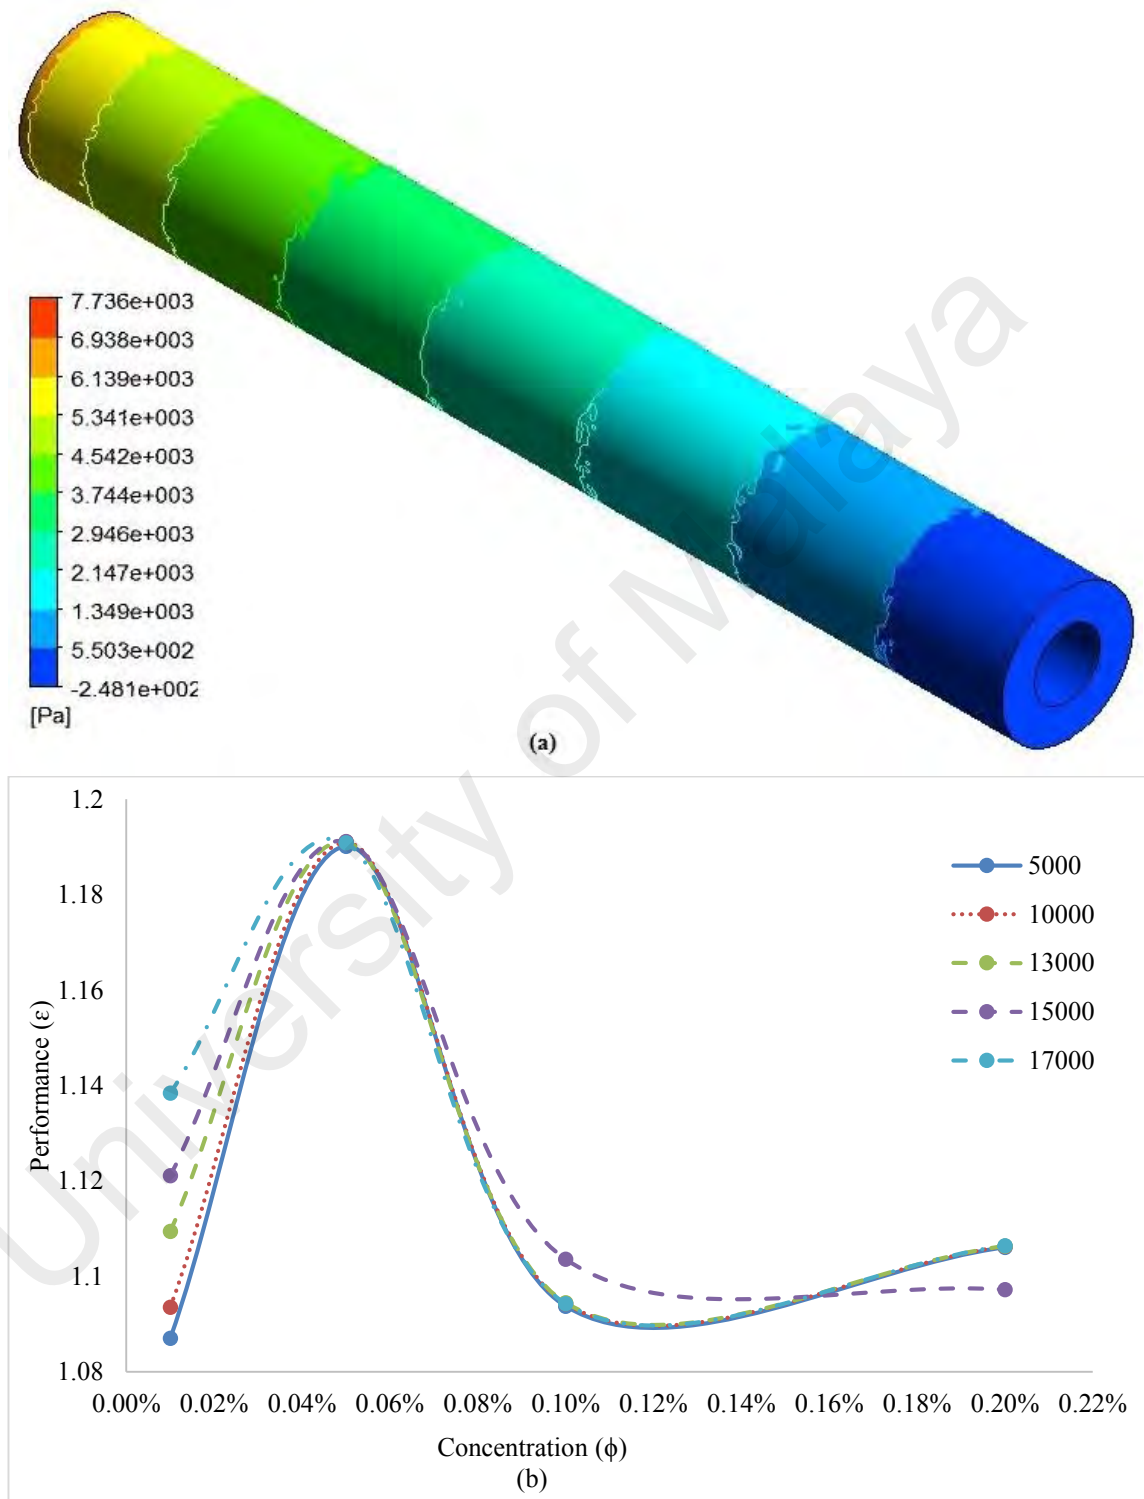 7.736e+003
6.938e+003
6.139e+003
5.341e+003
4.542e+003
3.744e+003
2.946e+003
2.147e+003
1.349e+003
5.503e+002
-2.481e+002
[Pa]
(a)
University of Malaya
1.2
1.18
1.16
1.14
1.12
1.1
1.08
Performance (ε)
5000
10000
13000
15000
17000
0.00% 0.02% 0.04% 0.06% 0.08% 0.10% 0.12% 0.14% 0.16% 0.18% 0.20% 0.22%
Concentration (ϕ)
(b)